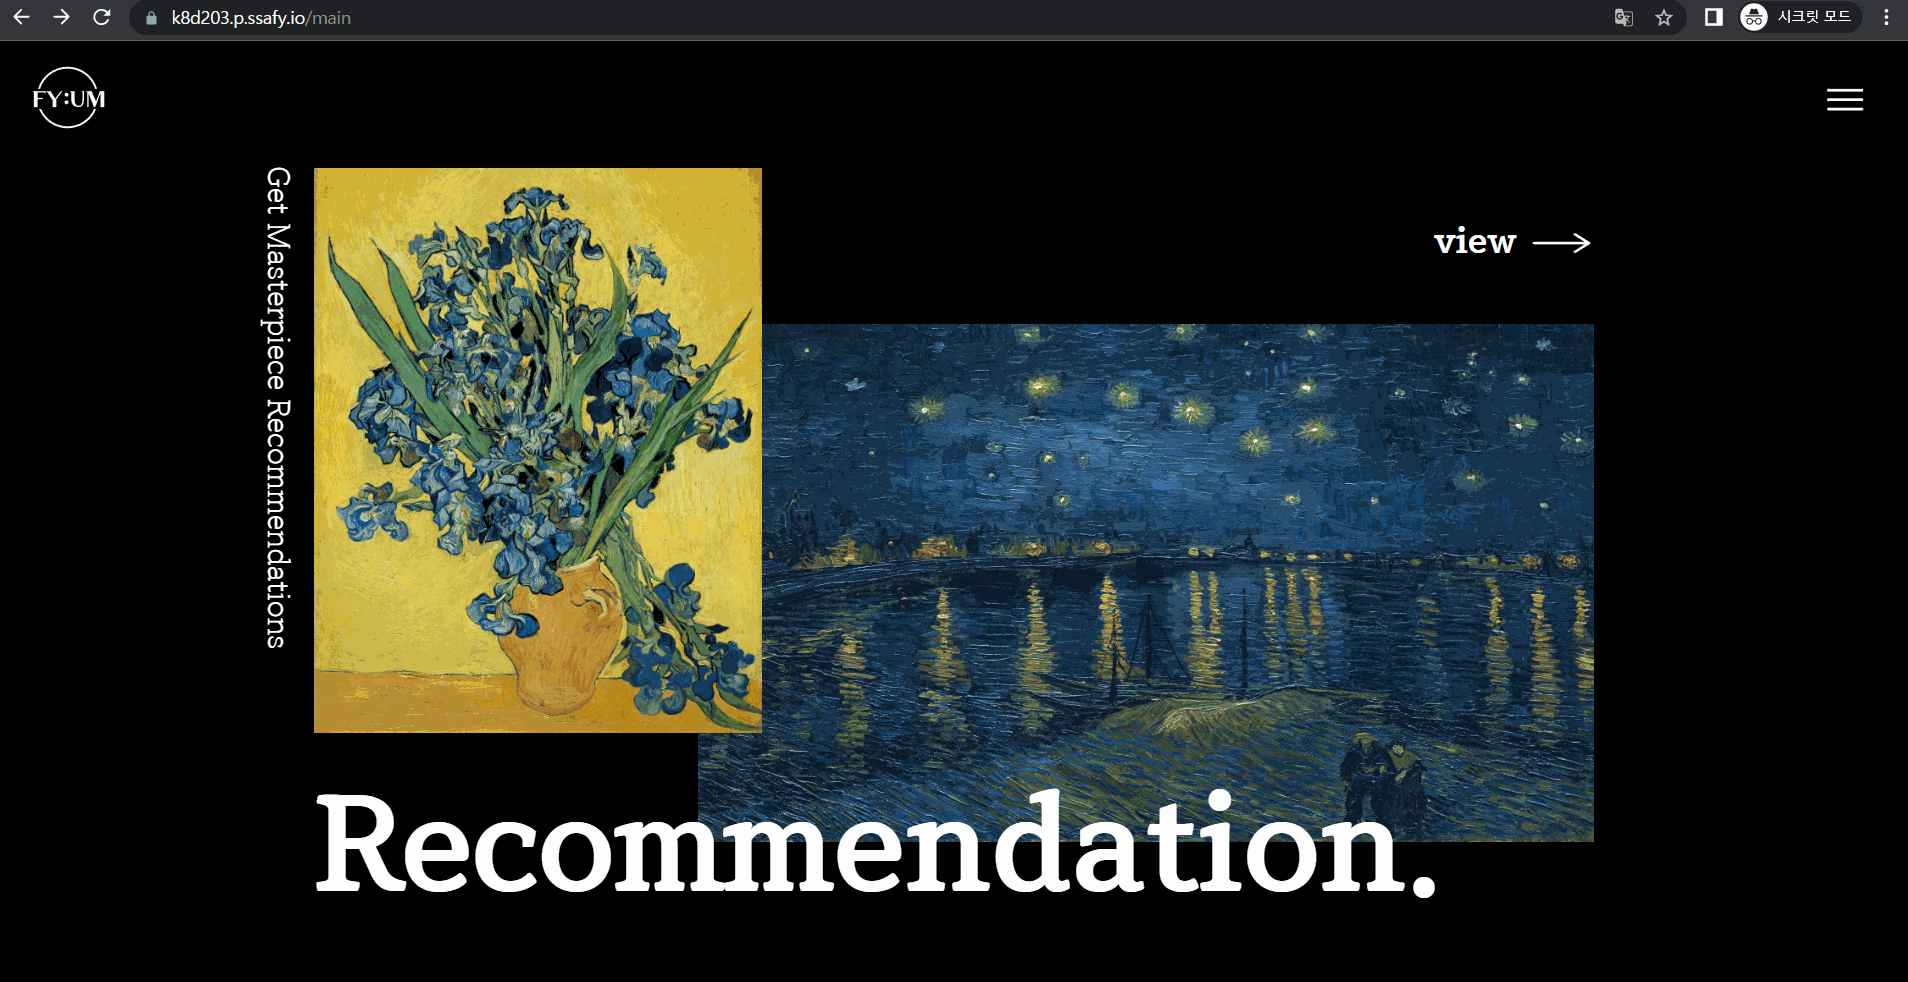 k8d203.p.ssafy.io/main
시크릿 모드
FY:UM
Get Masterpiece Recommendations
view
Recommendation.